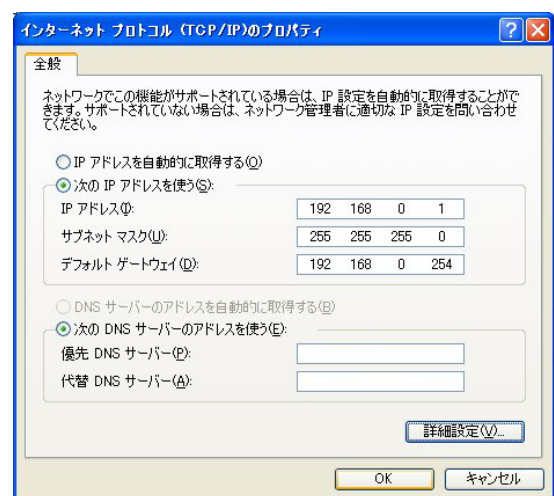 インターネット プロトコル (TCP/IP)のプロパティ
全般
ネットワークでこの機能がサポートされている場合は、IP 設定を自動的に取得することがで
きます。サポートされていない場合は、ネットワーク管理者に適切な IP 設定を問い合わせ
てください。
IP アドレスを自動的に取得する(O)
次の IP アドレスを使う(S):
IP アドレス(I): 192 168 0 1
サブネット マスク(U): 255 255 255 0
デフォルト ゲートウェイ(D): 192 168 0 254
DNS サーバーのアドレスを自動的に取得する(B)
次の DNS サーバーのアドレスを使う(E):
優先 DNS サーバー(P):
代替 DNS サーバー(A):
詳細設定(V)...
OK キャンセル